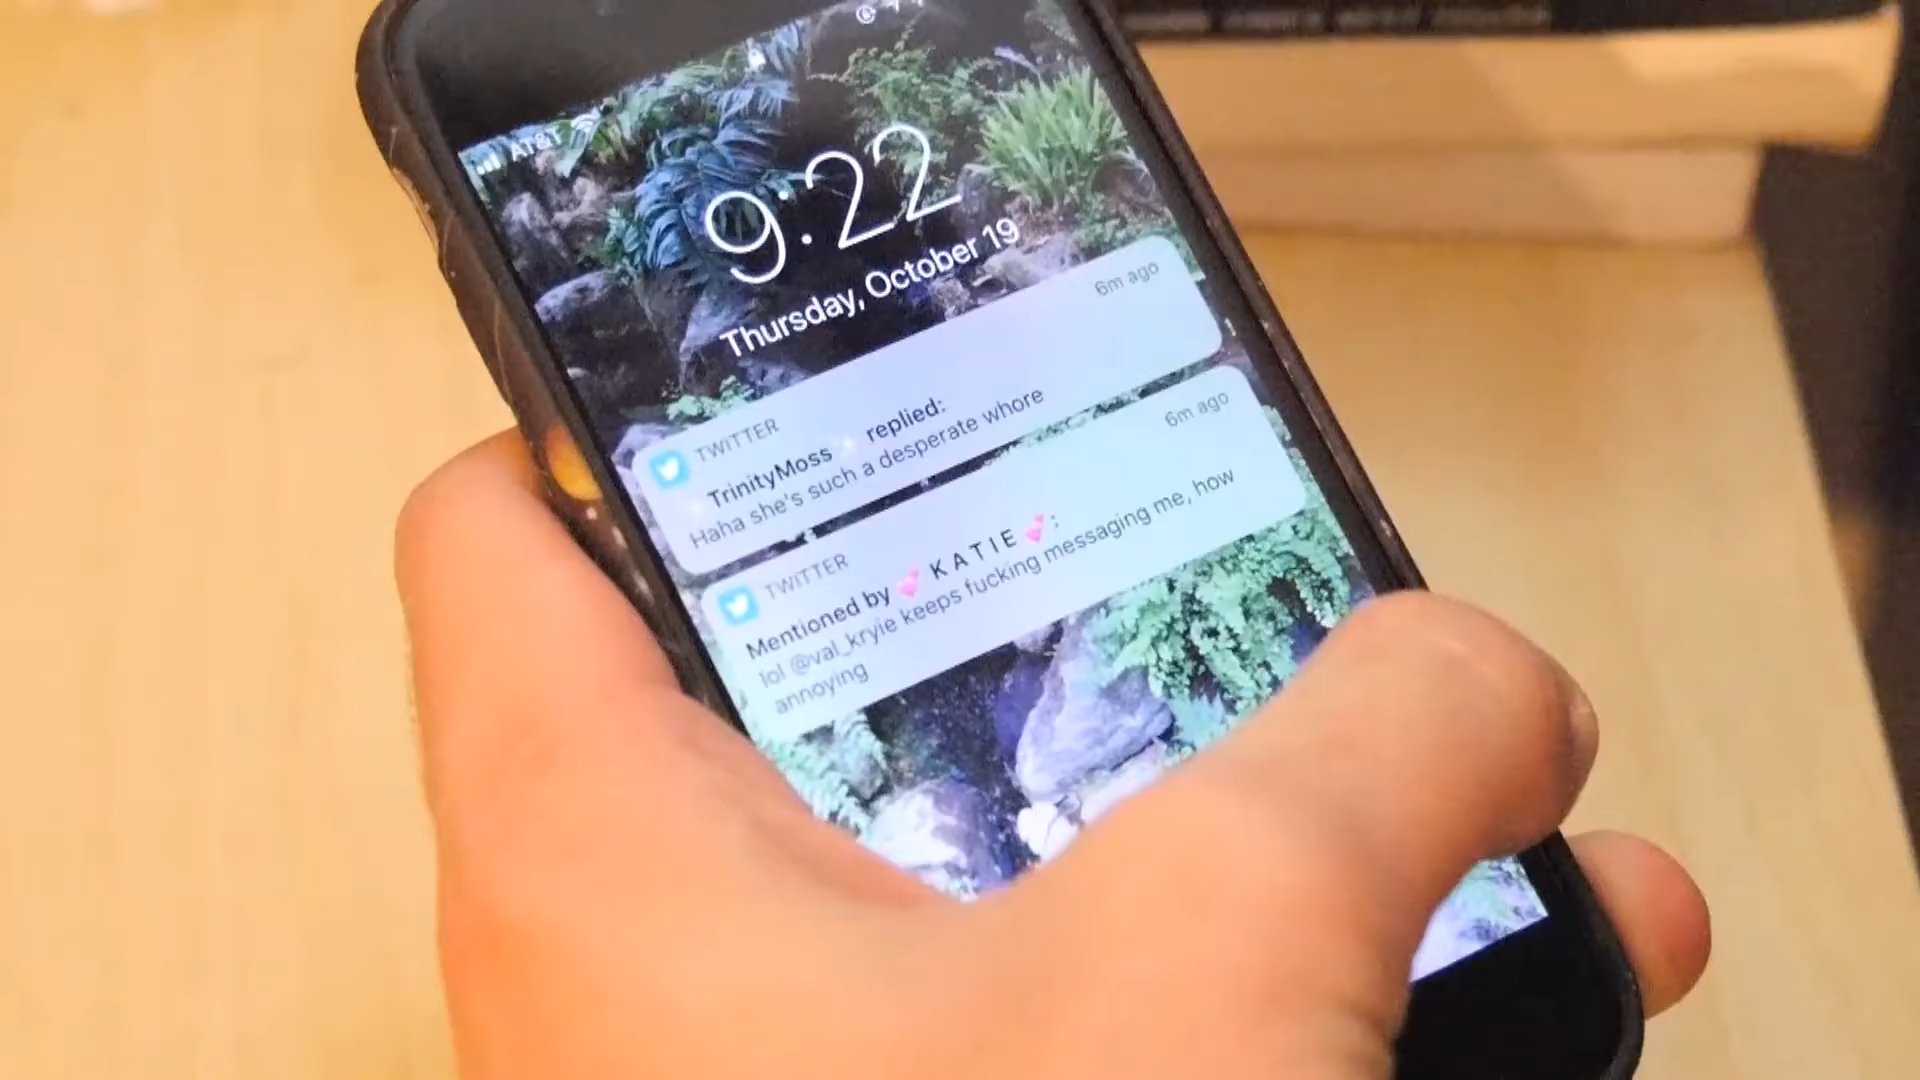 AT&T
9:22
Thursday, October 19
TWITTER 6m ago
TrinityMoss replied:
Haha she's such a desperate whore
TWITTER 6m ago
Mentioned by 💕 K A T I E 💕:
lol @val_kryie keeps fucking messaging me, how
annoying